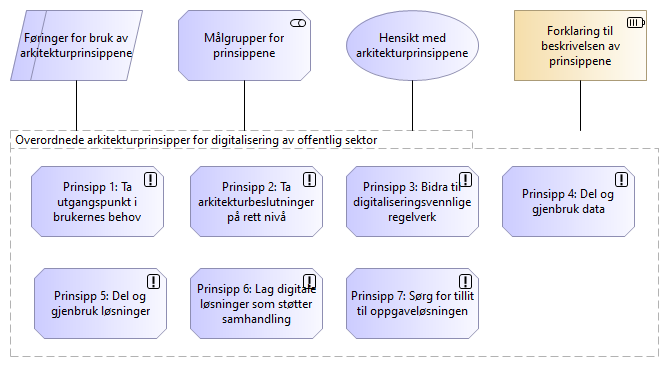 Føringer for bruk av
arkitekturprinsippene
Målgrupper for
prinsippene
Hensikt med
arkitekturprinsippene
Forklaring til
beskrivelsen av
prinsippene
Overordnede arkitekturprinsipper for digitalisering av offentlig sektor
Prinsipp 1: Ta
utgangspunkt i
brukernes behov
Prinsipp 2: Ta
arkitekturbeslutninger
på rett nivå
Prinsipp 3: Bidra til
digitaliseringsvennlige
regelverk
Prinsipp 4: Del og
gjenbruk data
Prinsipp 5: Del og
gjenbruk løsninger
Prinsipp 6: Lag digitale
løsninger som støtter
samhandling
Prinsipp 7: Sørg for tillit
til oppgaveløsningen